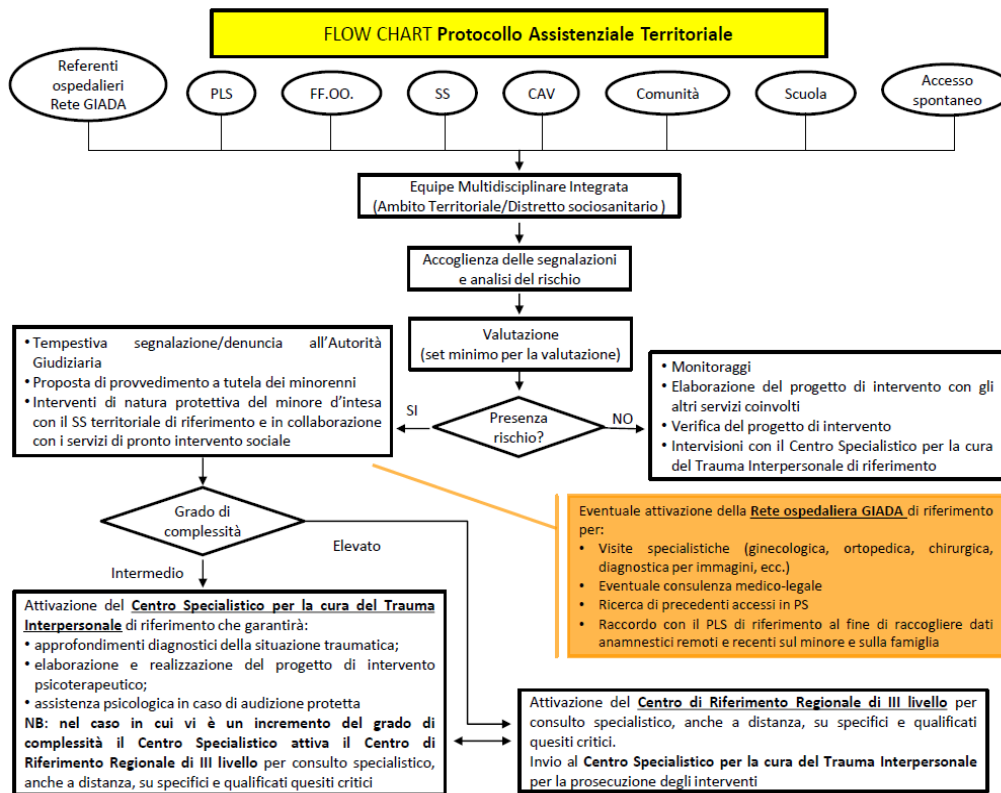 FLOW CHART Protocollo Assistenziale Territoriale
Referenti
ospedalieri
Rete GIADA
PLS
FF.OO.
SS
CAV
Comunità
Scuola
Accesso
spontaneo
Equipe Multidisciplinare Integrata
(Ambito Territoriale/Distretto sociosanitario )
Accoglienza delle segnalazioni
e analisi del rischio
Valutazione
(set minimo per la valutazione)
• Tempestiva segnalazione/denuncia all'Autorità
Giudiziaria
• Proposta di provvedimento a tutela dei minorenni
• Interventi di natura protettiva del minore d'intesa
con il SS territoriale di riferimento e in collaborazione
con i servizi di pronto intervento sociale
SI
Presenza
rischio?
NO
• Monitoraggi
• Elaborazione del progetto di intervento con gli
altri servizi coinvolti
• Verifica del progetto di intervento
• Intervisioni con il Centro Specialistico per la cura
del Trauma Interpersonale di riferimento
Grado di
complessità
Elevato
Intermedio
Eventuale attivazione della Rete ospedaliera GIADA di riferimento
per:
• Visite specialistiche (ginecologica, ortopedica, chirurgica,
diagnostica per immagini, ecc.)
• Eventuale consulenza medico-legale
• Ricerca di precedenti accessi in PS
• Raccordo con il PLS di riferimento al fine di raccogliere dati
anamnestici remoti e recenti sul minore e sulla famiglia
Attivazione del Centro Specialistico per la cura del Trauma
Interpersonale di riferimento che garantirà:
• approfondimenti diagnostici della situazione traumatica;
• elaborazione e realizzazione del progetto di intervento
psicoterapeutico;
• assistenza psicologica in caso di audizione protetta
NB: nel caso in cui vi è un incremento del grado di
complessità il Centro Specialistico attiva il Centro di
Riferimento Regionale di III livello per consulto specialistico,
anche a distanza, su specifici e qualificati quesiti critici
Attivazione del Centro di Riferimento Regionale di III livello per
consulto specialistico, anche a distanza, su specifici e qualificati
quesiti critici.
Invio al Centro Specialistico per la cura del Trauma Interpersonale
per la prosecuzione degli interventi